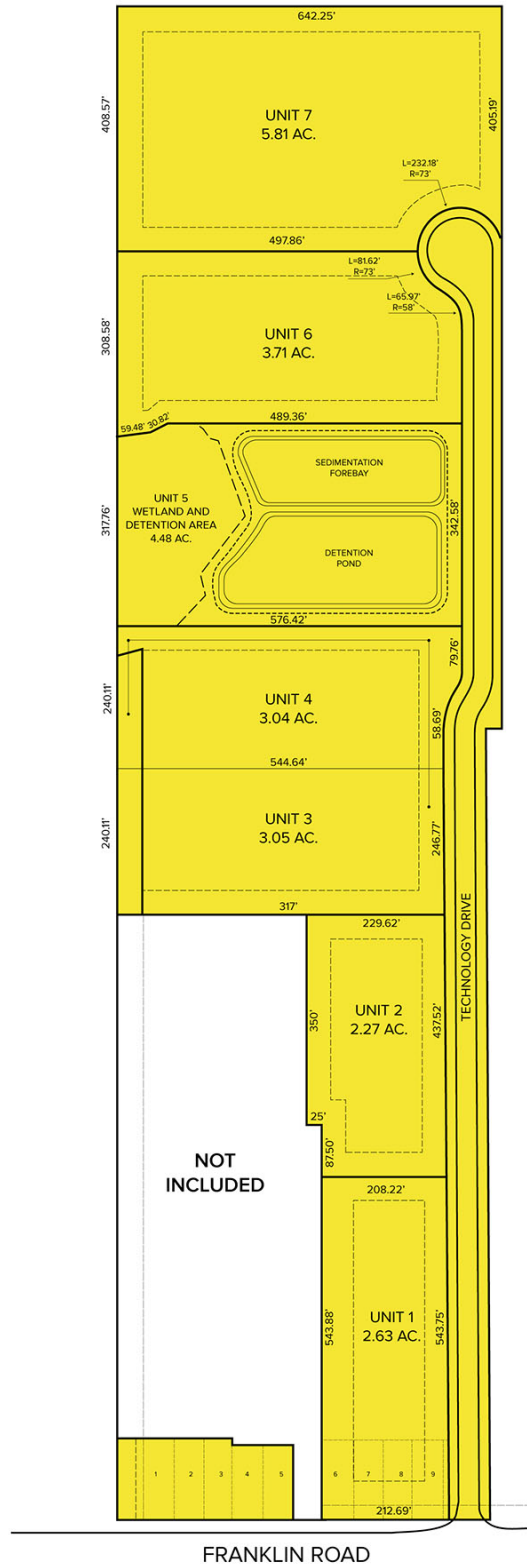 642.25'
408.57'
UNIT 7
5.81 AC.
405.19'
L=232.18'
R=73'
497.86'
L=81.62'
R=73'
L=65.97'
R=58'
308.58'
UNIT 6
3.71 AC.
59.48' 30.82'
489.36'
SEDIMENTATION
FOREBAY
317.76'
UNIT 5
WETLAND AND
DETENTION AREA
4.48 AC.
342.58'
DETENTION
POND
576.42'
79.76'
240.11'
UNIT 4
3.04 AC.
58.69'
544.64'
240.11'
UNIT 3
3.05 AC.
246.77'
317'
229.62'
TECHNOLOGY DRIVE
350'
UNIT 2
2.27 AC.
437.52'
25'
87.50'
NOT
INCLUDED
208.22'
543.88'
UNIT 1
2.63 AC.
543.75'
1 2 3 4 5 6 7 8 9
212.69'
FRANKLIN ROAD